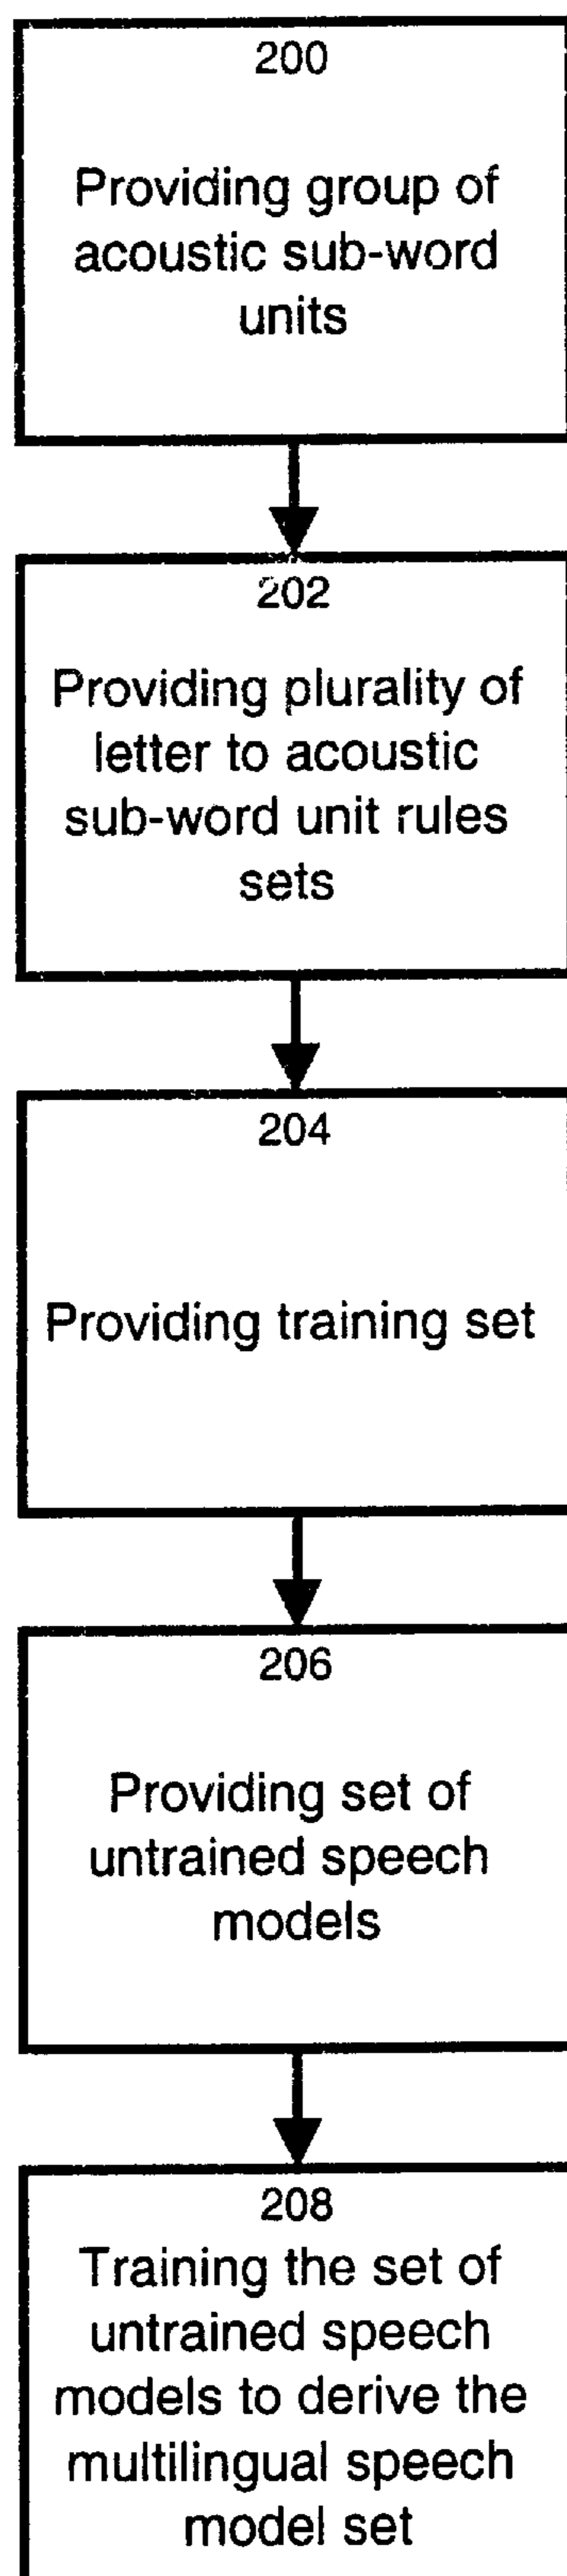 200
Providing group of
acoustic sub-word
units
202
Providing plurality of
letter to acoustic
sub-word unit rules
sets
204
Providing training set
206
Providing set of
untrained speech
models
208
Training the set of
untrained speech
models to derive the
multilingual speech
model set